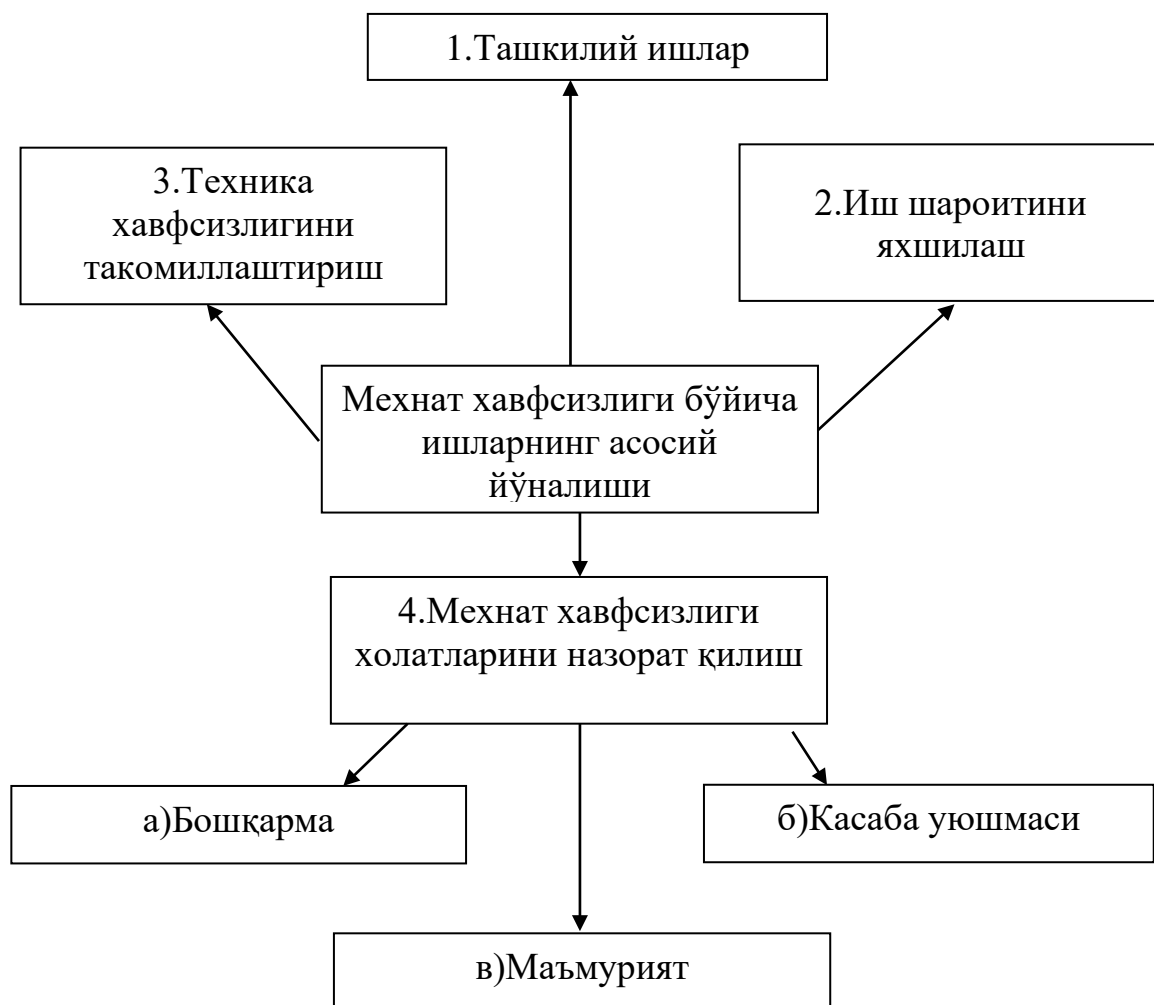 1.Ташкилий ишлар
3.Техника
хавфсизлигини
такомиллаштириш
2.Иш шароитини
яхшилаш
Мехнат хавфсизлиги бўйича
ишларнинг асосий
йўналиши
4.Мехнат хавфсизлиги
холатларини назорат қилиш
а)Бошқарма
б)Касаба уюшмаси
в)Маъмурият